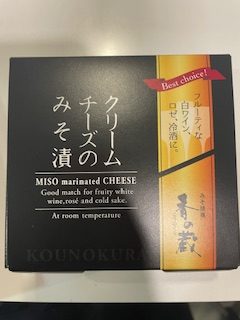 Best choice!
フルーティな
白ワイン、
ロゼ、冷酒に。
クリーム
チーズの
みそ漬
MISO marinated CHEESE
Good match for fruity white
wine,rosé and cold sake.
At room temperature
香の蔵
KOUNOKURA